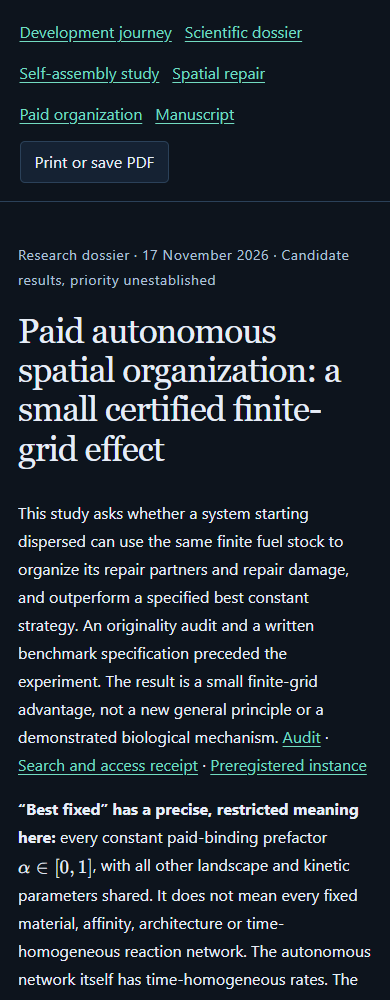 Development journey Scientific dossier
Self-assembly study Spatial repair
Paid organization Manuscript
Print or save PDF
Research dossier · 17 November 2026 · Candidate
results, priority unestablished
Paid autonomous
spatial organization: a
small certified finite-
grid effect
This study asks whether a system starting
dispersed can use the same finite fuel stock to
organize its repair partners and repair damage,
and outperform a specified best constant
strategy. An originality audit and a written
benchmark specification preceded the
experiment. The result is a small finite-grid
advantage, not a new general principle or a
demonstrated biological mechanism. Audit ·
Search and access receipt · Preregistered instance
“Best fixed” has a precise, restricted meaning
here: every constant paid-binding prefactor
α ∈ [0, 1], with all other landscape and kinetic
parameters shared. It does not mean every fixed
material, affinity, architecture or time-
homogeneous reaction network. The autonomous
network itself has time-homogeneous rates. The